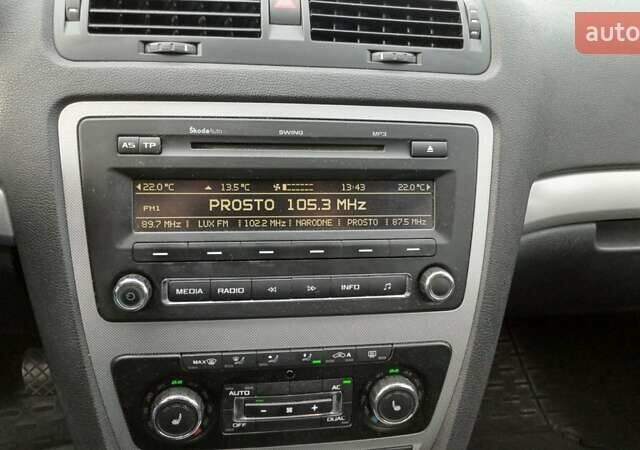 auto
ŠkodaAuto SWING MP3
AS TP
22.0 °C 13.5 °C 13:43 22.0 °C
FM1 PROSTO 105.3 MHz
89.7 MHz | LUX FM | 102.2 MHz | NARODNE | PROSTO | 87.5 MHz
MEDIA RADIO INFO
MAX A
AUTO AC
- +
OFF DUAL